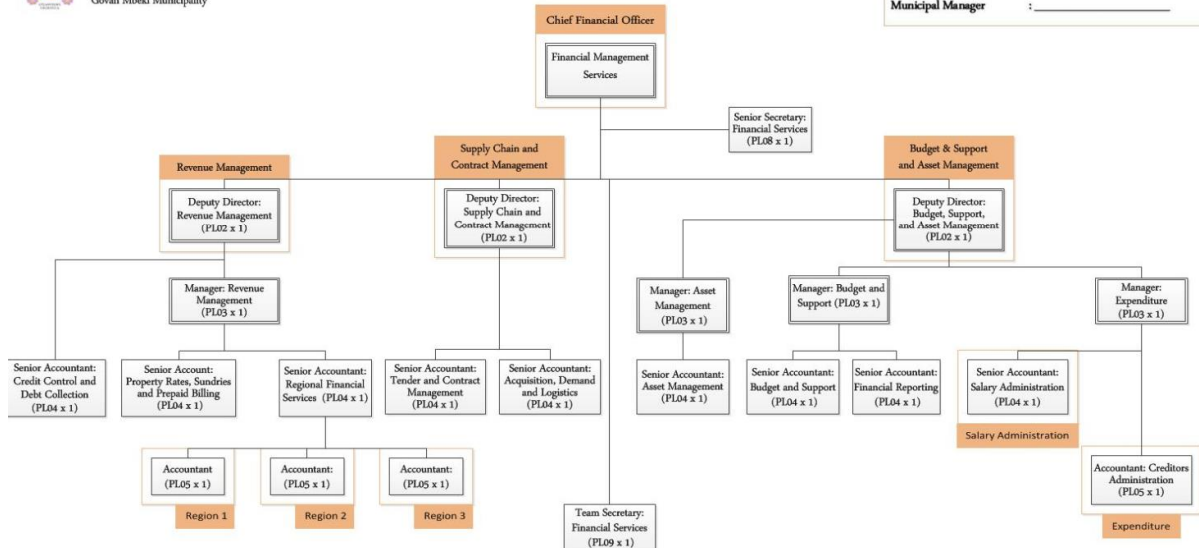 Govan Mbeki Municipality
Municipal Manager : ____________________
Chief Financial Officer
Financial Management
Services
Senior Secretary:
Financial Services
(PL08 x 1)
Revenue Management
Supply Chain and
Contract Management
Budget & Support
and Asset Management
Deputy Director:
Revenue Management
(PL02 x 1)
Deputy Director:
Supply Chain and
Contract Management
(PL02 x 1)
Deputy Director:
Budget, Support,
and Asset Management
(PL02 x 1)
Manager: Revenue
Management
(PL03 x 1)
Manager: Asset
Management
(PL03 x 1)
Manager: Budget and
Support (PL03 x 1)
Manager:
Expenditure
(PL03 x 1)
Senior Accountant:
Credit Control and
Debt Collection
(PL04 x 1)
Senior Account:
Property Rates, Sundries
and Prepaid Billing
(PL04 x 1)
Senior Accountant:
Regional Financial
Services (PL04 x 1)
Senior Accountant:
Tender and Contract
Management
(PL04 x 1)
Senior Accountant:
Acquisition, Demand
and Logistics
(PL04 x 1)
Senior Accountant:
Asset Management
(PL04 x 1)
Senior Accountant:
Budget and Support
(PL04 x 1)
Senior Accountant:
Financial Reporting
(PL04 x 1)
Senior Accountant:
Salary Administration
(PL04 x 1)
Salary Administration
Accountant
(PL05 x 1)
Region 1
Accountant:
(PL05 x 1)
Region 2
Accountant:
(PL05 x 1)
Region 3
Accountant: Creditors
Administration
(PL05 x 1)
Expenditure
Team Secretary:
Financial Services
(PL09 x 1)